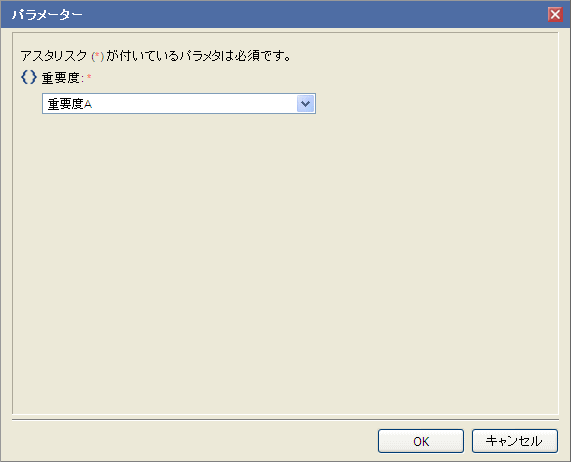 パラメーター
アスタリスク (*)が付いているパラメタは必須です。
{} 重要度: *
重要度A
OK
キャンセル